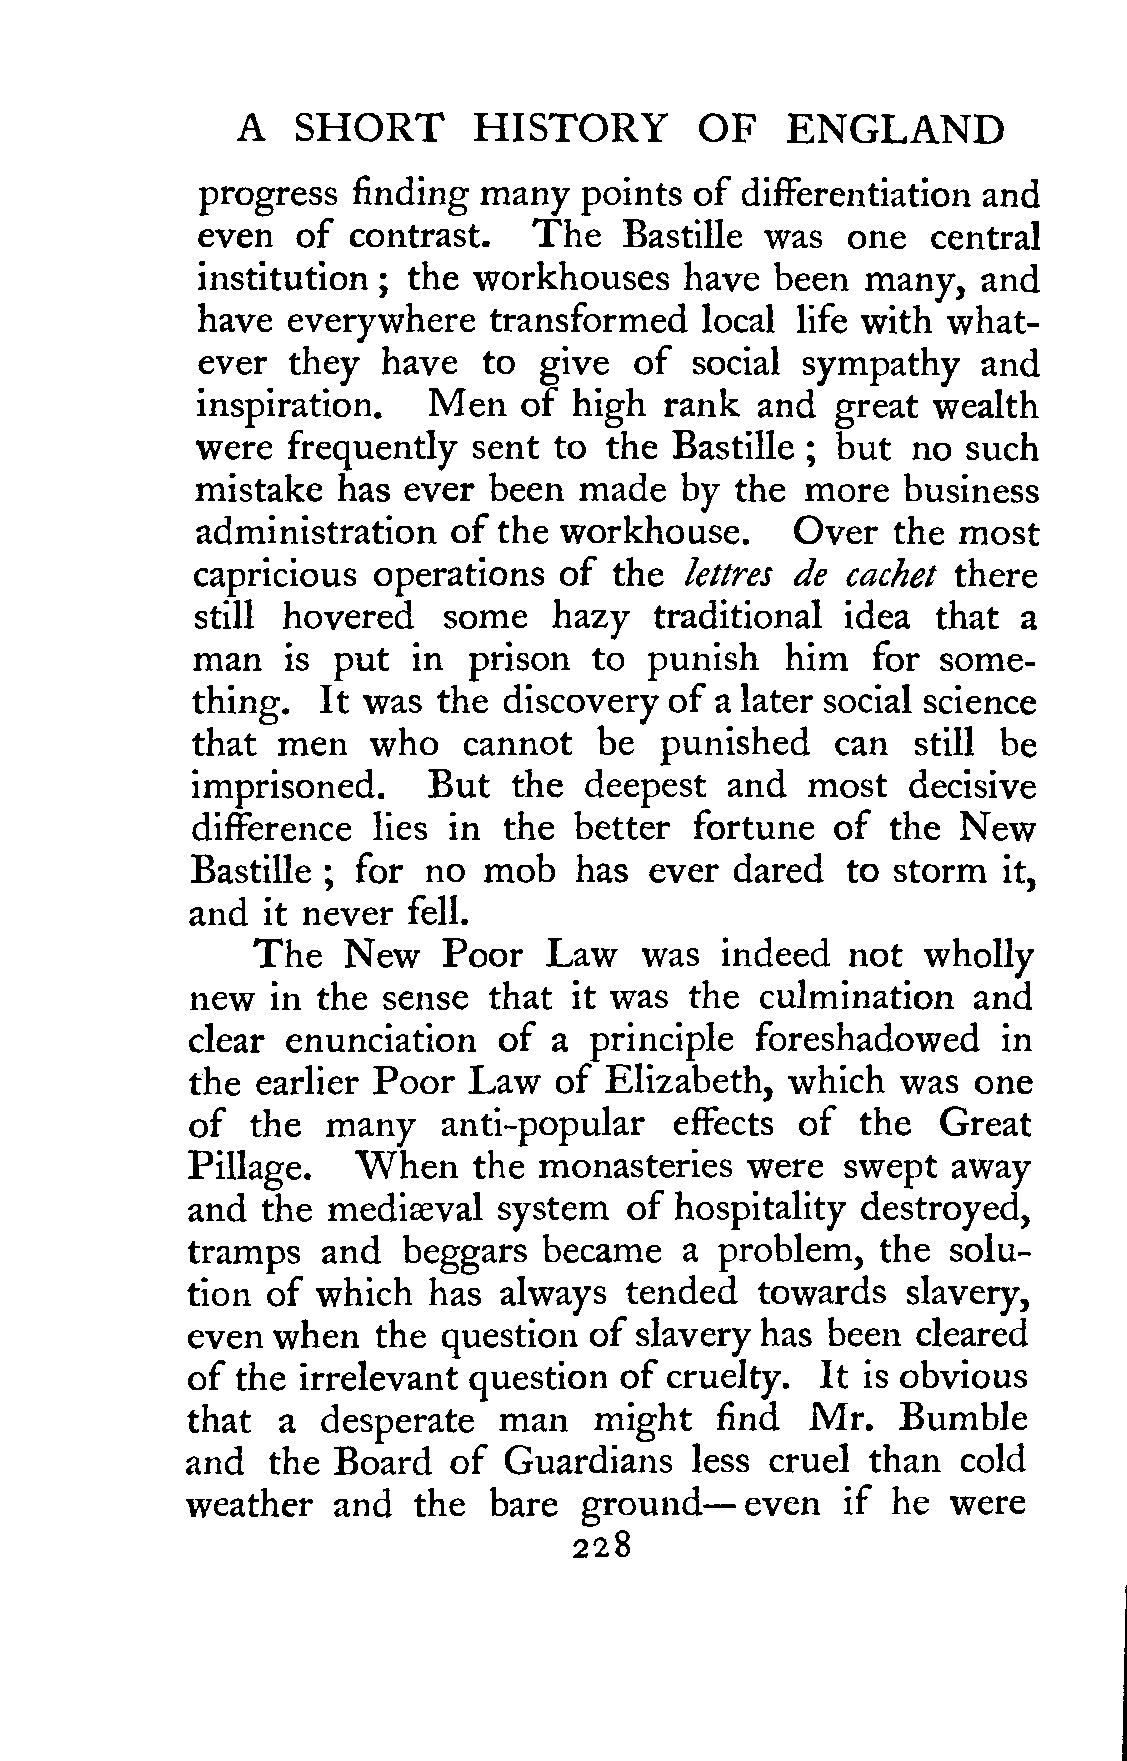 A SHORT HISTORY OF ENGLAND
progress finding many points of differentiation and
even of contrast. The Bastille was one central
institution ; the workhouses have been many, and
have everywhere transformed local life with what-
ever they have to give of social sympathy and
inspiration. Men of high rank and great wealth
were frequently sent to the Bastille ; but no such
mistake has ever been made by the more business
administration of the workhouse. Over the most
capricious operations of the lettres de cachet there
still hovered some hazy traditional idea that a
man is put in prison to punish him for some-
thing. It was the discovery of a later social science
that men who cannot be punished can still be
imprisoned. But the deepest and most decisive
difference lies in the better fortune of the New
Bastille ; for no mob has ever dared to storm it,
and it never fell.
The New Poor Law was indeed not wholly
new in the sense that it was the culmination and
clear enunciation of a principle foreshadowed in
the earlier Poor Law of Elizabeth, which was one
of the many anti-popular effects of the Great
Pillage. When the monasteries were swept away
and the mediæval system of hospitality destroyed,
tramps and beggars became a problem, the solu-
tion of which has always tended towards slavery,
even when the question of slavery has been cleared
of the irrelevant question of cruelty. It is obvious
that a desperate man might find Mr. Bumble
and the Board of Guardians less cruel than cold
weather and the bare ground—even if he were
228